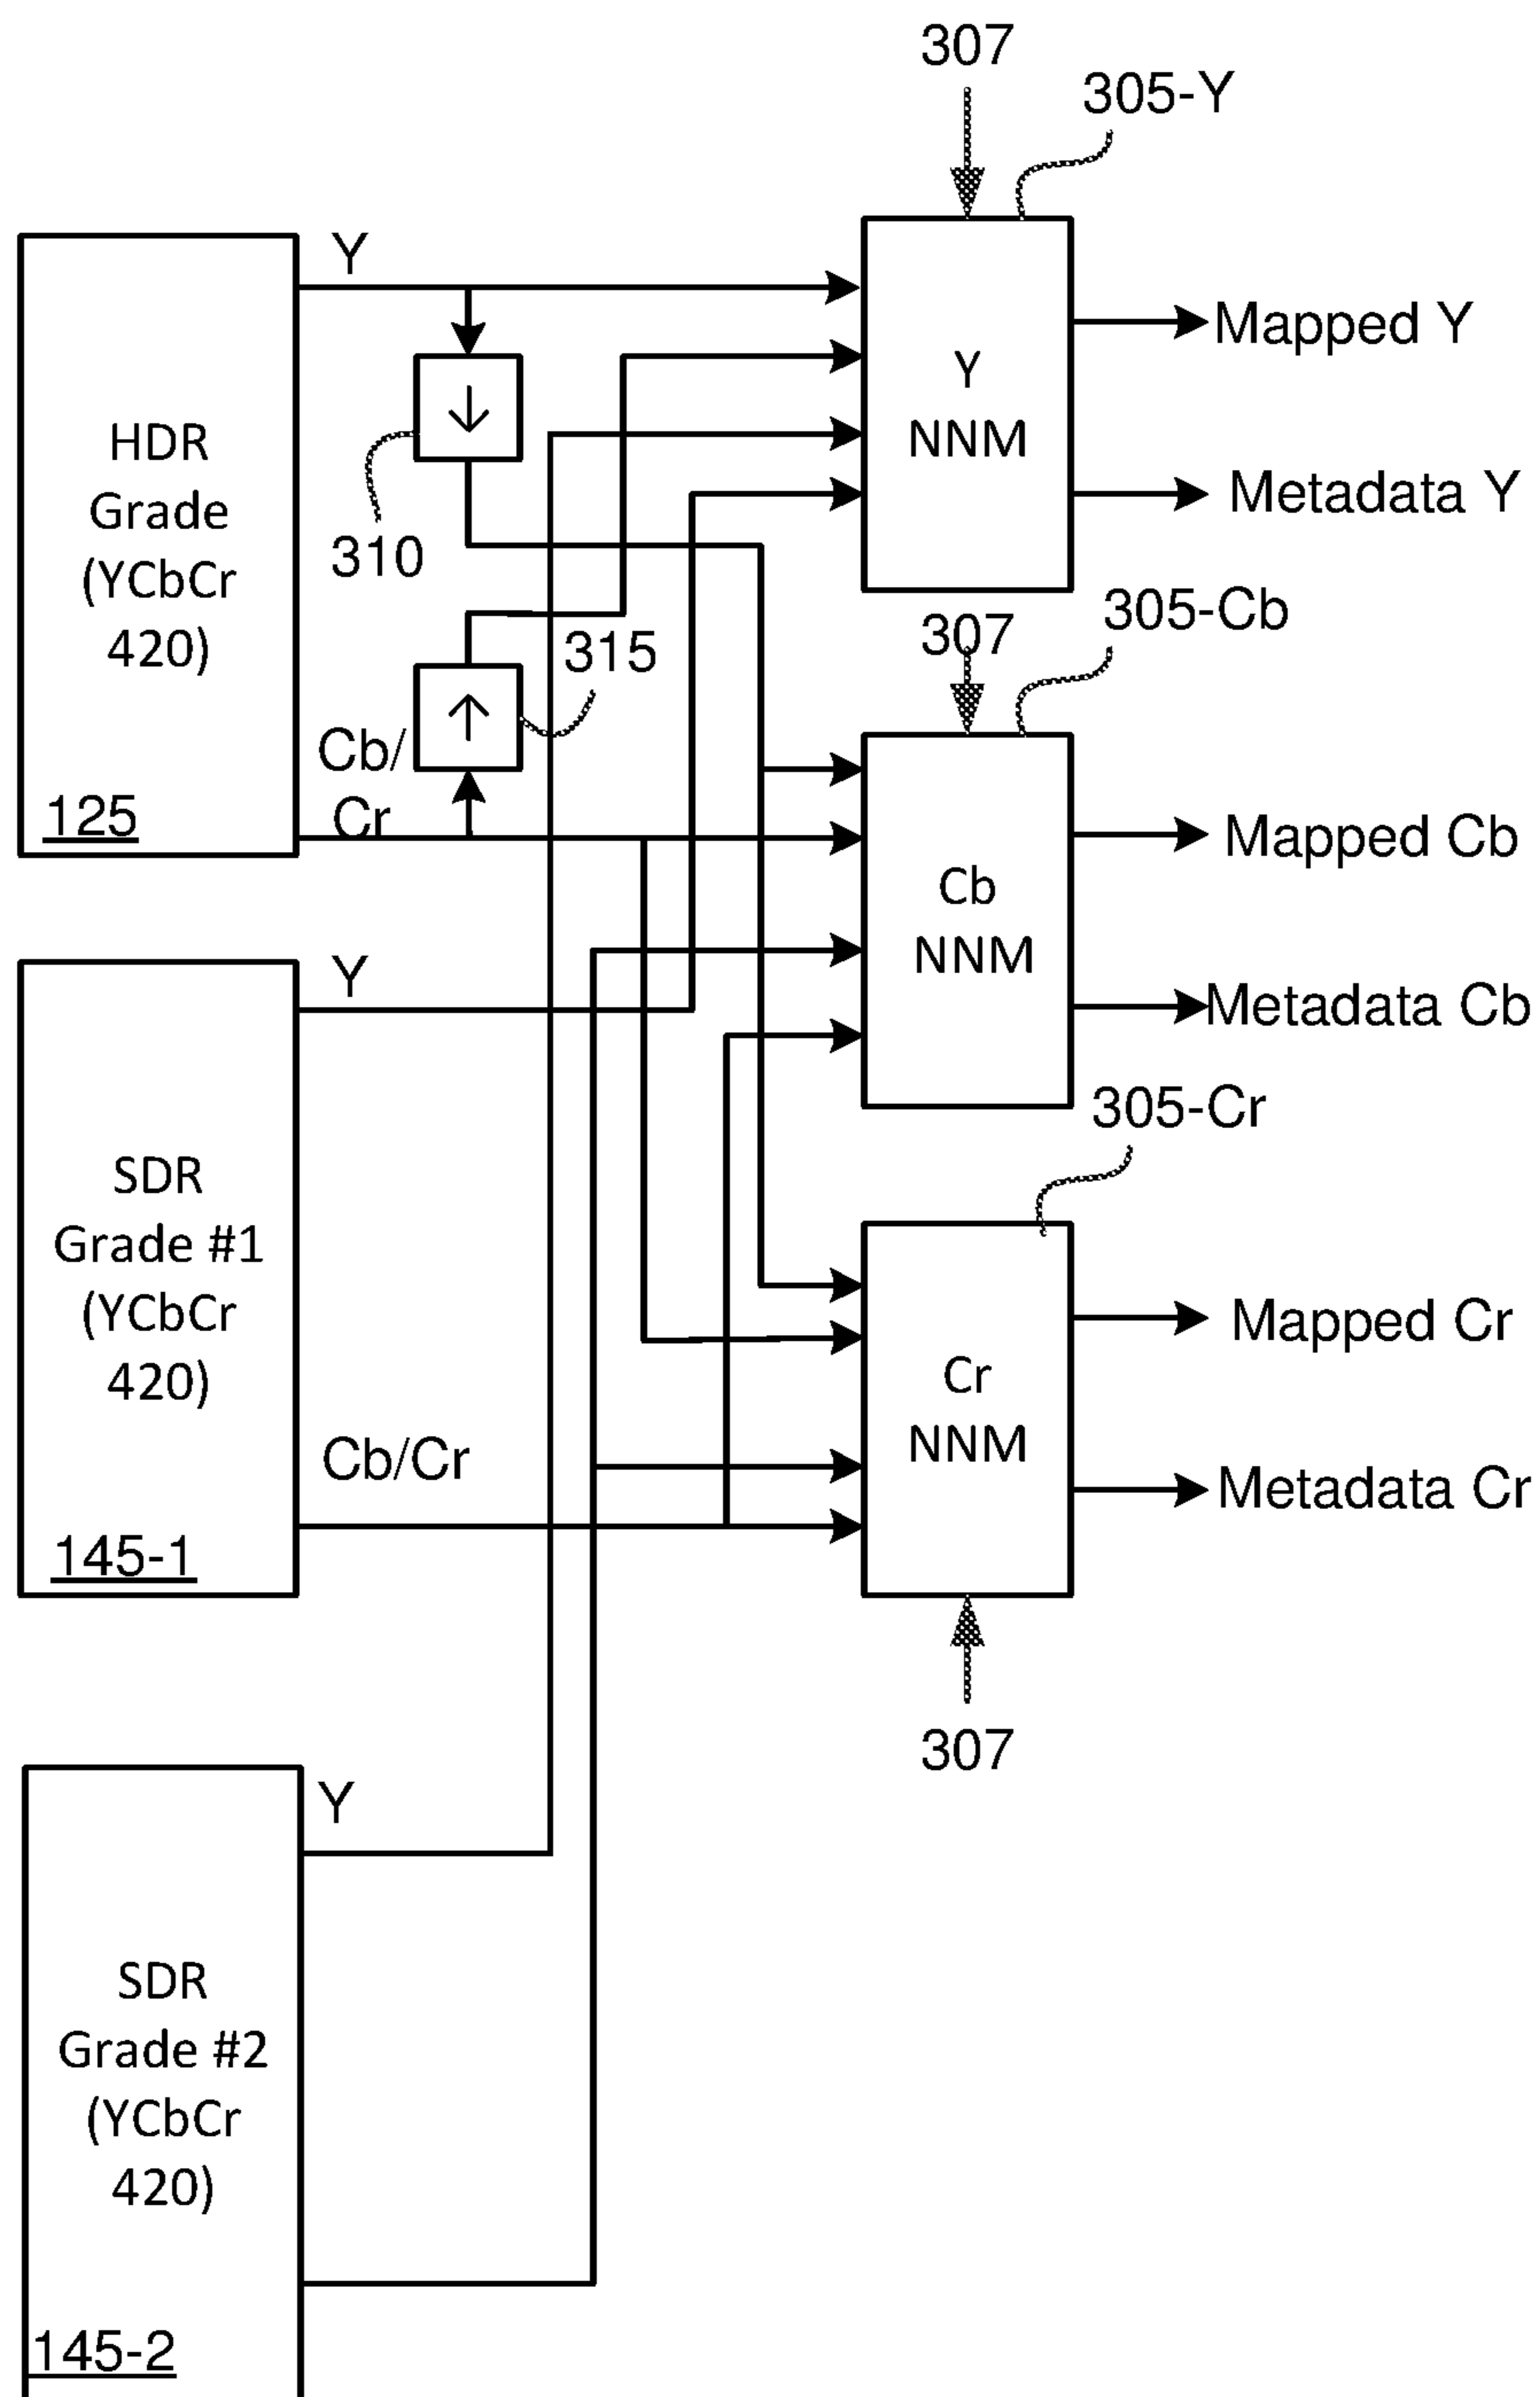 307
305-Y
Y
HDR
Grade
(YCbCr
420)
125
310
315
Cb/
Cr
Y
NNM
Mapped Y
Metadata Y
307
305-Cb
Cb
NNM
Mapped Cb
Metadata Cb
Y
SDR
Grade #1
(YCbCr
420)
145-1
Cb/Cr
305-Cr
Cr
NNM
Mapped Cr
Metadata Cr
307
Y
SDR
Grade #2
(YCbCr
420)
145-2